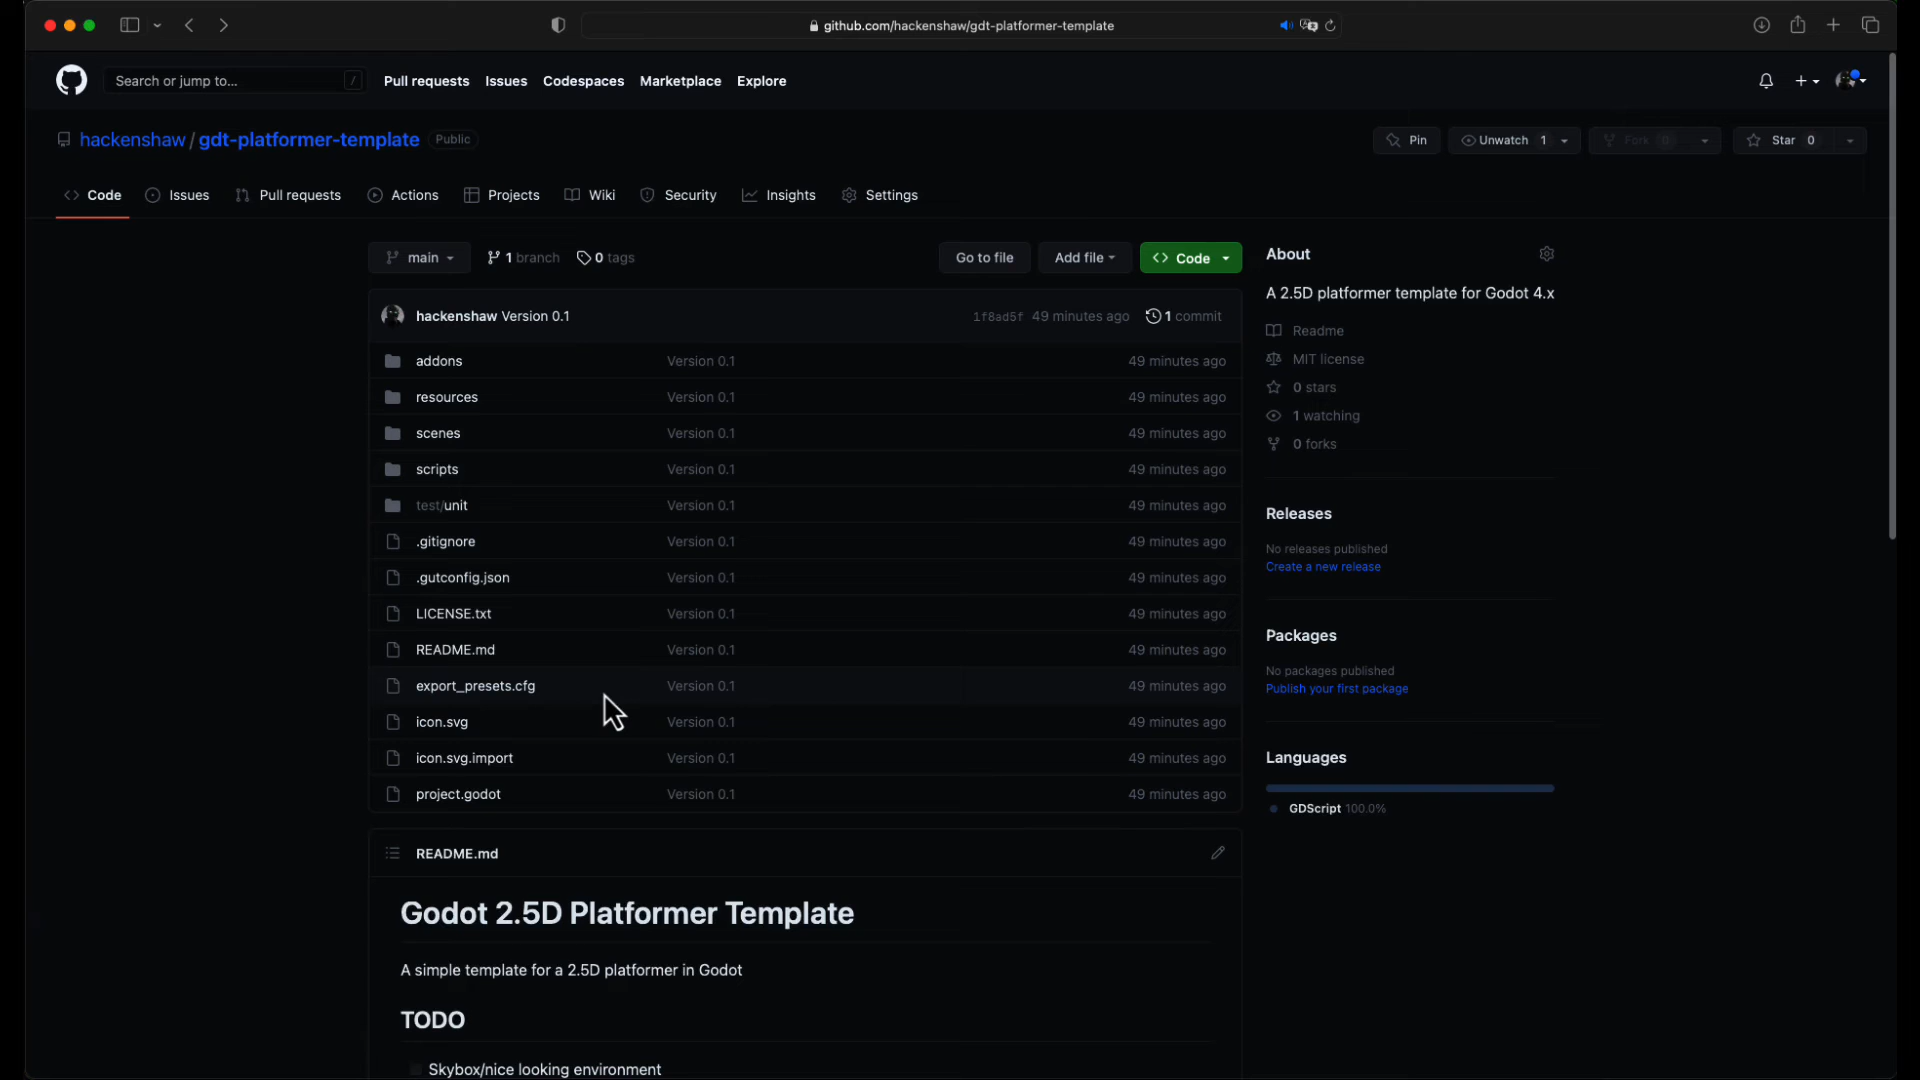 github.com/hackenshaw/gdt-platformer-template
Search or jump to... /
Pull requests Issues Codespaces Marketplace Explore
hackenshaw / gdt-platformer-template Public
Pin Unwatch 1 Fork 0 Star 0
Code Issues Pull requests Actions Projects Wiki Security Insights Settings
main 1 branch 0 tags Go to file Add file Code
hackenshaw Version 0.1 1f8ad5f 49 minutes ago 1 commit
addons Version 0.1 49 minutes ago
resources Version 0.1 49 minutes ago
scenes Version 0.1 49 minutes ago
scripts Version 0.1 49 minutes ago
test/unit Version 0.1 49 minutes ago
.gitignore Version 0.1 49 minutes ago
.gutconfig.json Version 0.1 49 minutes ago
LICENSE.txt Version 0.1 49 minutes ago
README.md Version 0.1 49 minutes ago
export_presets.cfg Version 0.1 49 minutes ago
icon.svg Version 0.1 49 minutes ago
icon.svg.import Version 0.1 49 minutes ago
project.godot Version 0.1 49 minutes ago
README.md
Godot 2.5D Platformer Template
A simple template for a 2.5D platformer in Godot
TODO
Skybox/nice looking environment
About
A 2.5D platformer template for Godot 4.x
Readme
MIT license
0 stars
1 watching
0 forks
Releases
No releases published
Create a new release
Packages
No packages published
Publish your first package
Languages
GDScript 100.0%